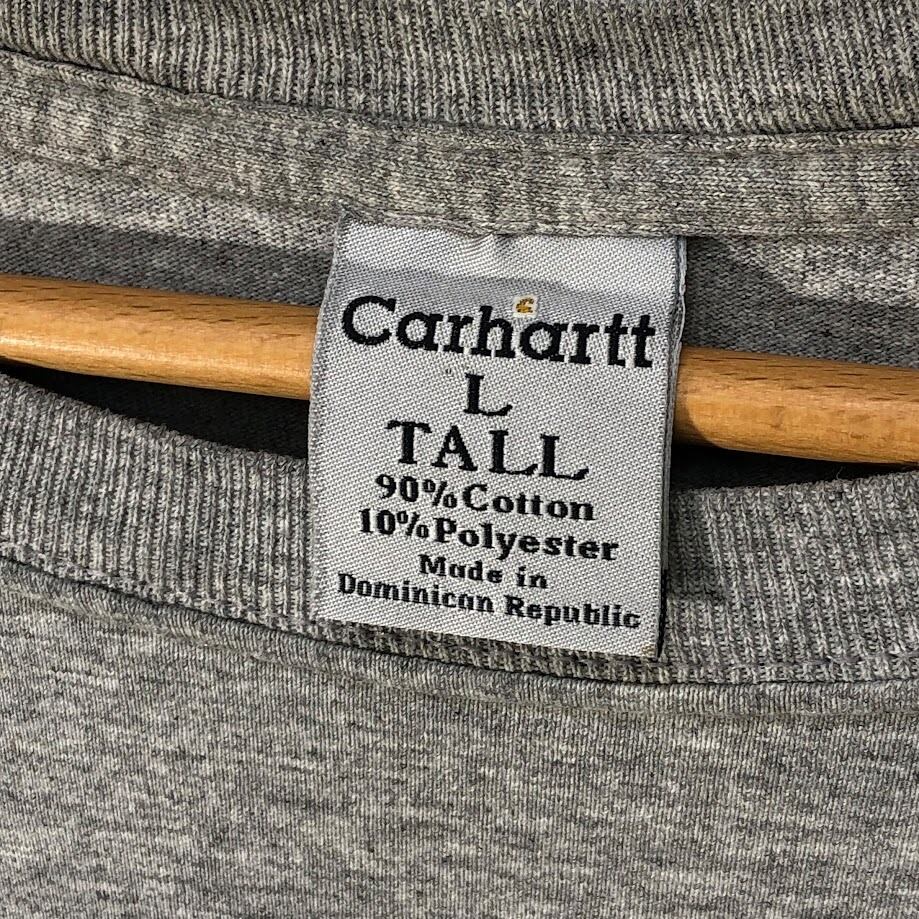 Carhartt
L
TALL
90% Cotton
10% Polyester
Made in
Dominican Republic